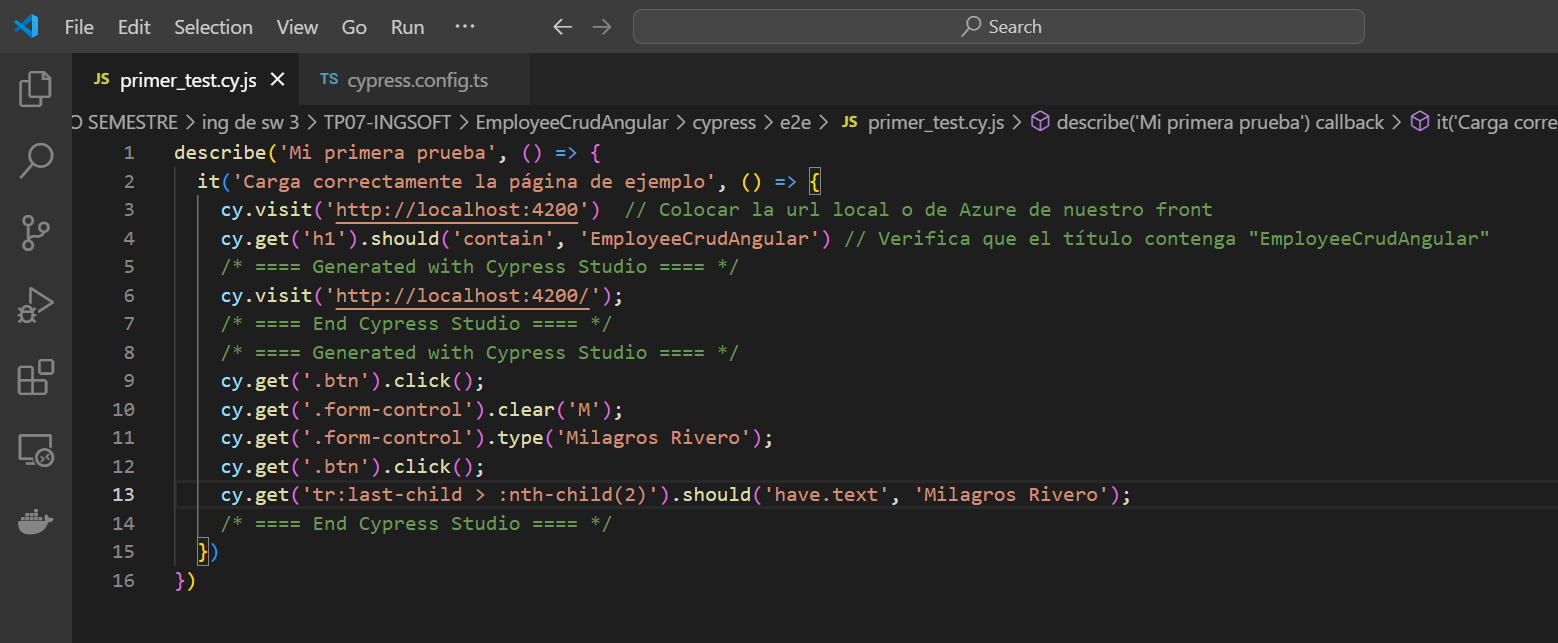 File Edit Selection View Go Run ··· Search
JS primer_test.cy.js × TS cypress.config.ts
O SEMESTRE > ing de sw 3 > TP07-INGSOFT > EmployeeCrudAngular > cypress > e2e > JS primer_test.cy.js > describe('Mi primera prueba') callback > it('Carga corre
1 describe('Mi primera prueba', () => {
2 it('Carga correctamente la página de ejemplo', () => {
3 cy.visit('http://localhost:4200') // Colocar la url local o de Azure de nuestro front
4 cy.get('h1').should('contain', 'EmployeeCrudAngular') // Verifica que el título contenga "EmployeeCrudAngular"
5 /* ==== Generated with Cypress Studio ==== */
6 cy.visit('http://localhost:4200/');
7 /* ==== End Cypress Studio ==== */
8 /* ==== Generated with Cypress Studio ==== */
9 cy.get('.btn').click();
10 cy.get('.form-control').clear('M');
11 cy.get('.form-control').type('Milagros Rivero');
12 cy.get('.btn').click();
13 cy.get('tr:last-child > :nth-child(2)').should('have.text', 'Milagros Rivero');
14 /* ==== End Cypress Studio ==== */
15 })
16 })